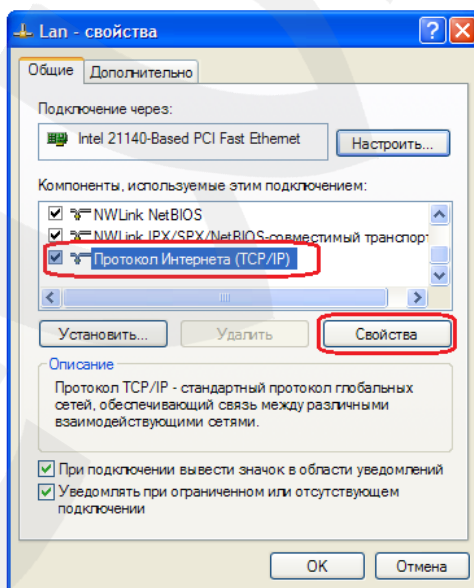 Lan - свойства
Общие Дополнительно
Подключение через:
Intel 21140-Based PCI Fast Ethernet Настроить...
Компоненты, используемые этим подключением:
NWLink NetBIOS
NWLink IPX/SPX/NetBIOS-совместимый транспорт
Протокол Интернета (TCP/IP)
Установить... Удалить Свойства
Описание
Протокол TCP/IP - стандартный протокол глобальных
сетей, обеспечивающий связь между различными
взаимодействующими сетями.
При подключении вывести значок в области уведомлений
Уведомлять при ограниченном или отсутствующем
подключении
OK Отмена